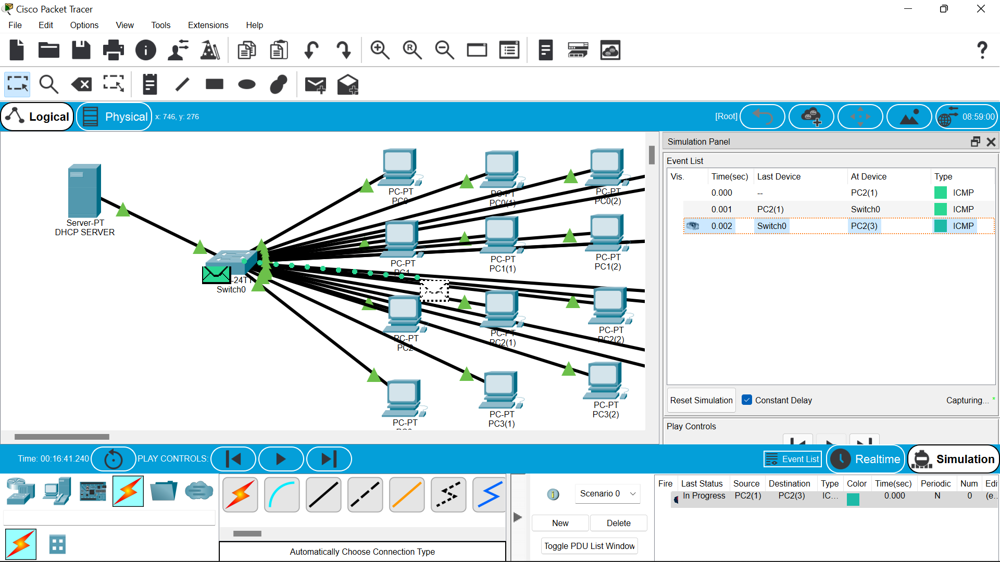 Cisco Packet Tracer
File Edit Options View Tools Extensions Help
Logical Physical x: 746, y: 276 [Root] 08:59:00
Simulation Panel
Event List
Vis. Time(sec) Last Device At Device Type
0.000 -- PC2(1) ICMP
0.001 PC2(1) Switch0 ICMP
0.002 Switch0 PC2(3) ICMP
Server-PT
DHCP SERVER
-24TT
Switch0
PC-PT
PC0
PC-PT
PC0(1)
PC-PT
PC0(2)
PC-PT
PC1
PC-PT
PC1(1)
PC-PT
PC1(2)
PC-PT
PC2
PC-PT
PC2(1)
PC-PT
PC2(2)
PC-PT
PC-PT
PC3(1)
PC-PT
PC3(2)
Reset Simulation Constant Delay Capturing... *
Play Controls
Time: 00:16:41.240 PLAY CONTROLS: Event List Realtime Simulation
Automatically Choose Connection Type
Scenario 0
New Delete
Toggle PDU List Window
Fire Last Status Source Destination Type Color Time(sec) Periodic Num Edi
In Progress PC2(1) PC2(3) IC... 0.000 N 0 (e...